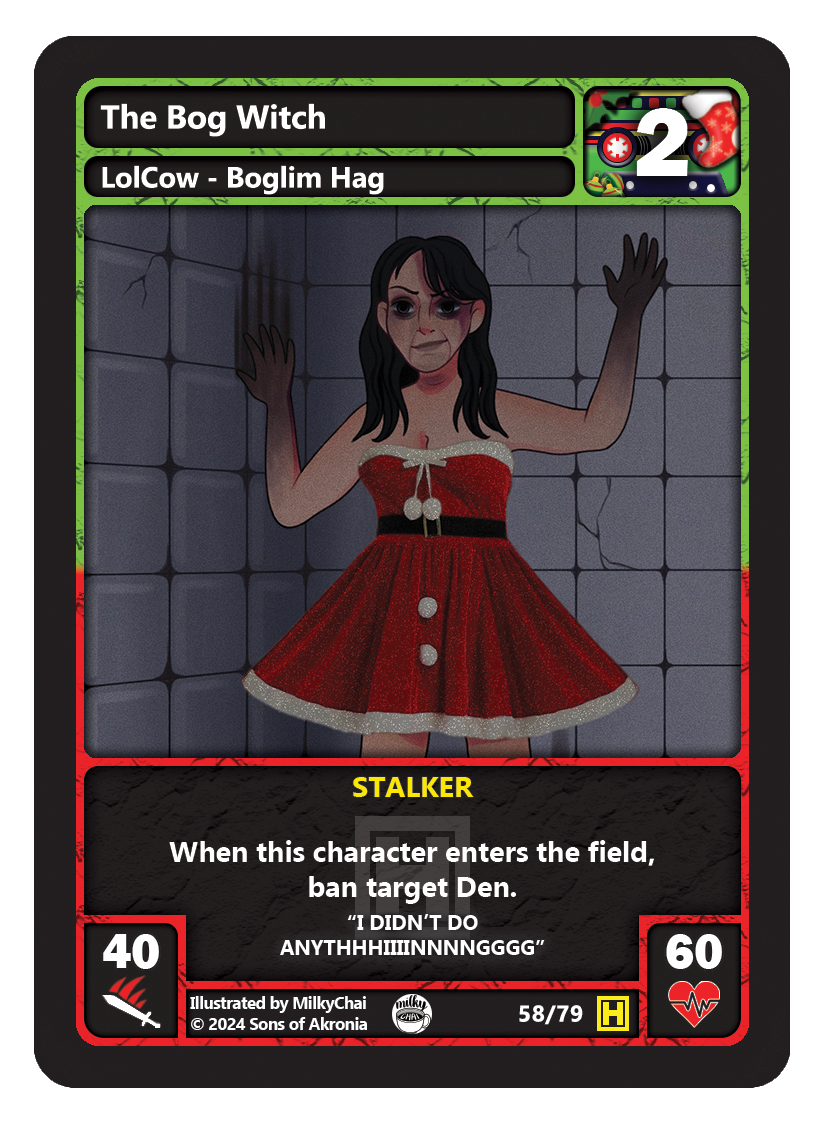 The Bog Witch
2
LolCow - Boglim Hag
STALKER
When this character enters the field,
ban target Den.
“I DIDN’T DO
ANYTHHHIIIINNNNGGGG”
40
60
Illustrated by MilkyChai
© 2024 Sons of Akronia
milky
CHAI
58/79
H